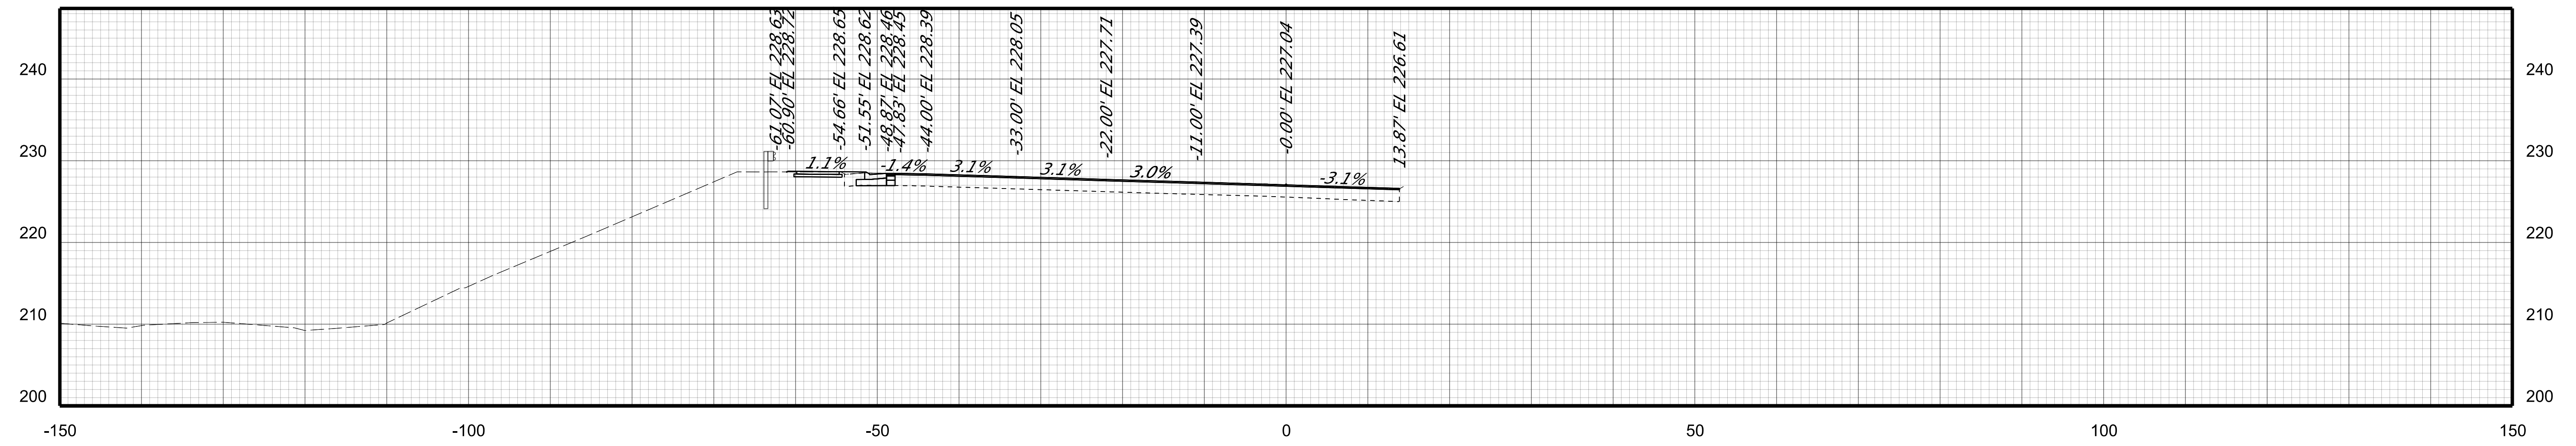 -61.07' EL 228.63
-60.90' EL 228.72
-54.66' EL 228.65
-51.55' EL 228.62
-48.87' EL 228.46
-47.83' EL 228.45
-44.00' EL 228.39
-33.00' EL 228.05
-22.00' EL 227.71
-11.00' EL 227.39
-0.00' EL 227.04
13.87' EL 226.61
240 240
230 230
1.1% -1.4% 3.1% 3.1% 3.0% -3.1%
220 220
210 210
200 200
-150 -100 -50 0 50 100 150